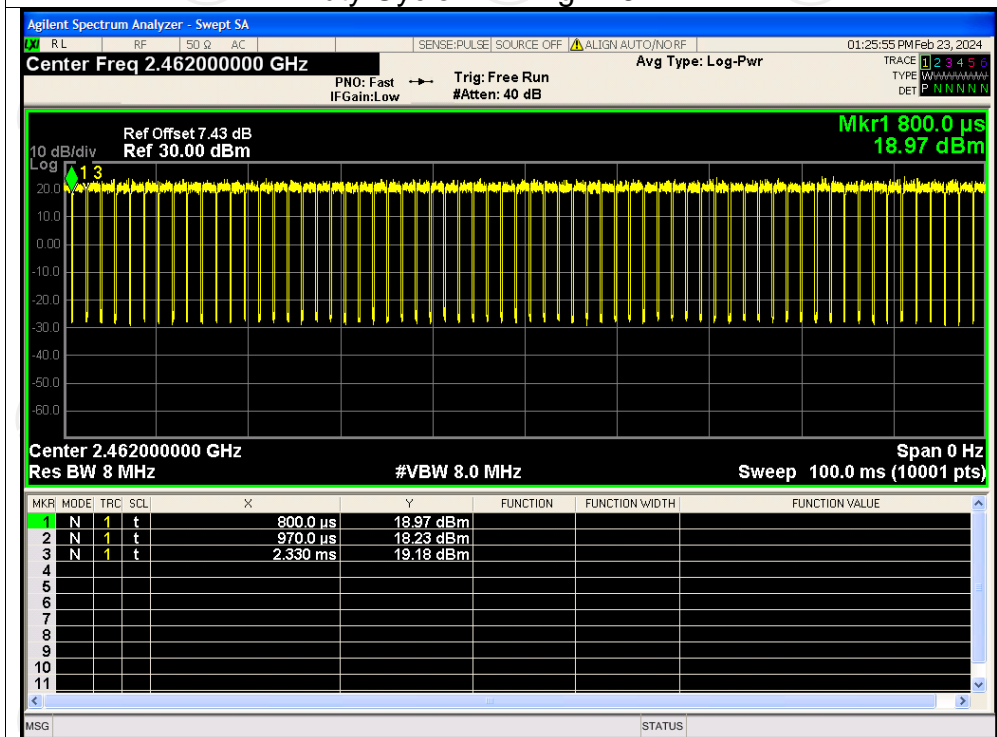 Agilent Spectrum Analyzer - Swept SA
LXI RL RF 50 Ω AC SENSE:PULSE SOURCE OFF ALIGN AUTO/NO RF 01:25:55 PM Feb 23, 2024
Center Freq 2.462000000 GHz Avg Type: Log-Pwr TRACE 1 2 3 4 5 6
PNO: Fast Trig: Free Run TYPE W
IFGain:Low #Atten: 40 dB DET P N N N N N
Mkr1 800.0 µs
Ref Offset 7.43 dB
10 dB/div Ref 30.00 dBm 18.97 dBm
Log
1 3
20.0
10.0
0.00
-10.0
-20.0
-30.0
-40.0
-50.0
-60.0
Center 2.462000000 GHz Span 0 Hz
Res BW 8 MHz #VBW 8.0 MHz Sweep 100.0 ms (10001 pts)
MKR MODE TRC SCL X Y FUNCTION FUNCTION WIDTH FUNCTION VALUE
1 N 1 t 800.0 µs 18.97 dBm
2 N 1 t 970.0 µs 18.23 dBm
3 N 1 t 2.330 ms 19.18 dBm
4
5
6
7
8
9
10
11
MSG STATUS